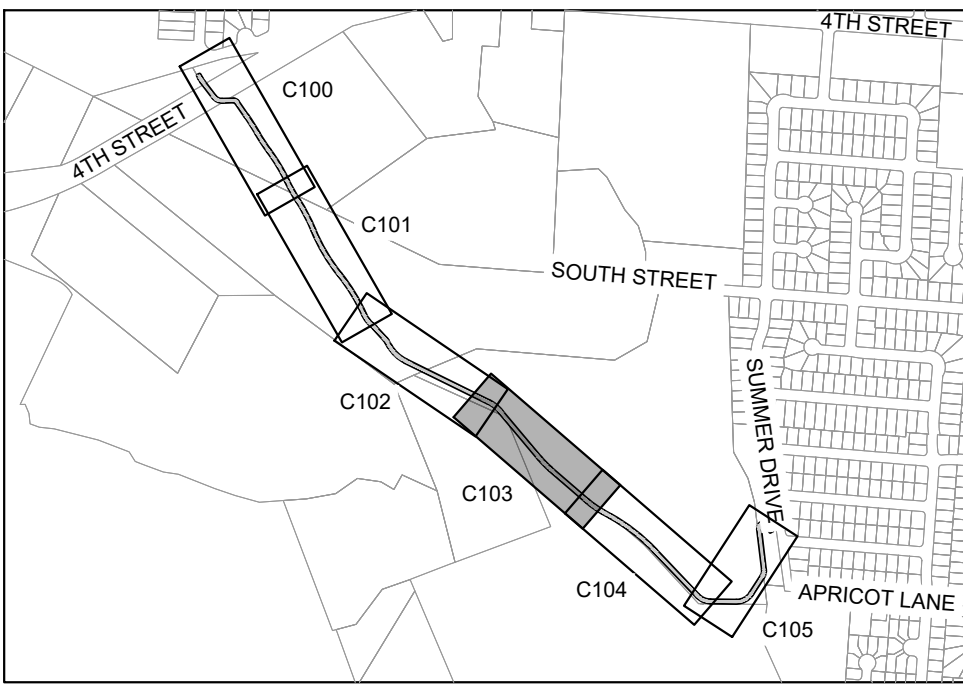 4TH STREET
C100
4TH STREET
C101
SOUTH STREET
C102
SUMMER DRIVE
C103
C104
APRICOT LANE
C105